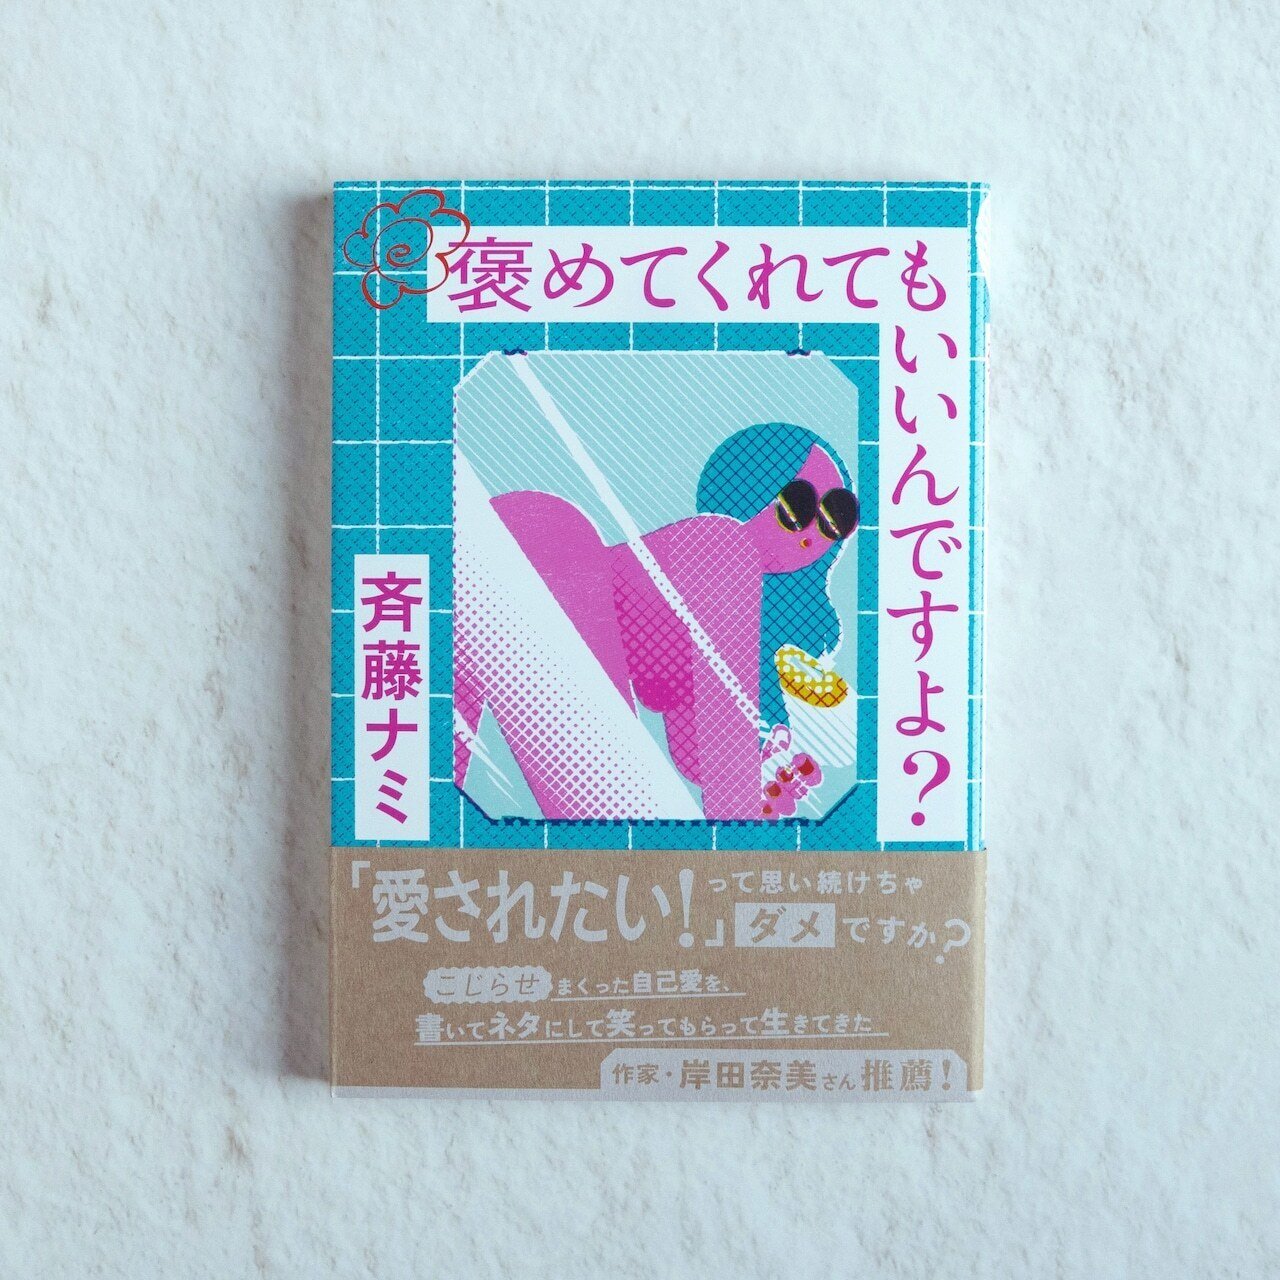 褒めてくれても
いいんですよ?
斉藤ナミ
「愛されたい!」って思い続けちゃ
ダメですか?
こじらせまくった自己愛を、
書いてネタにして笑ってもらって生きてきた
作家・岸田奈美さん推薦!